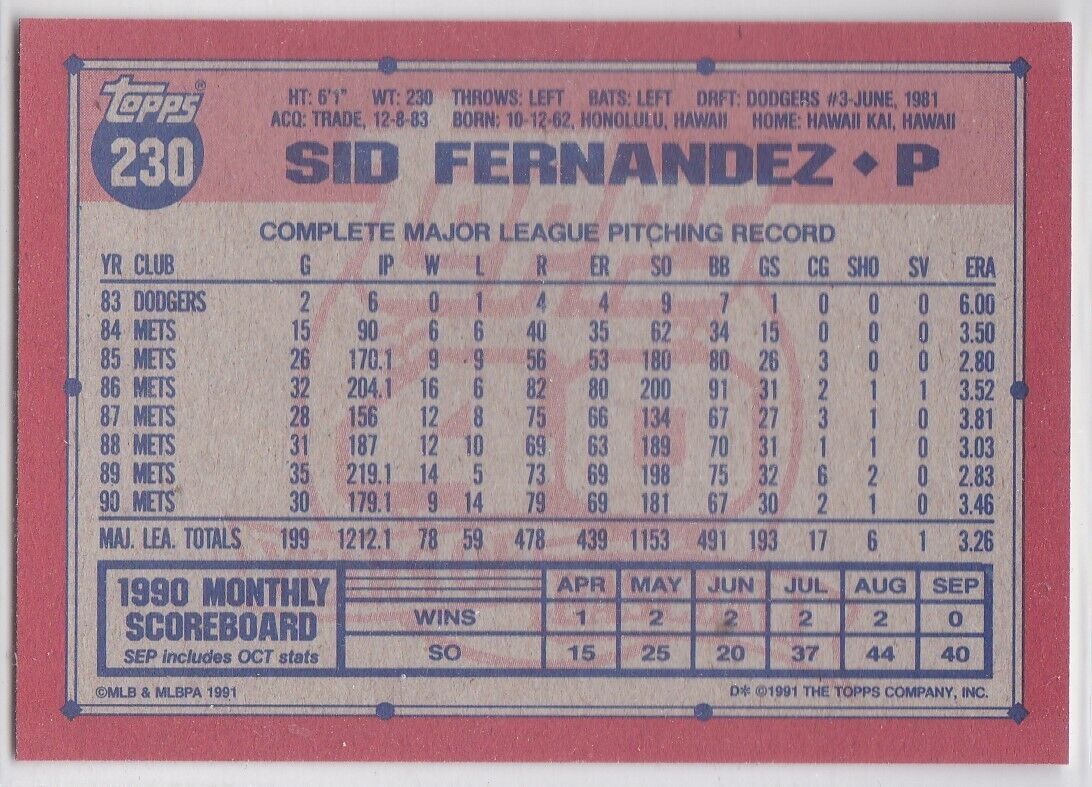 Topps®
230
HT: 6'1" WT: 230 THROWS: LEFT BATS: LEFT DRFT: DODGERS #3-JUNE, 1981
ACQ: TRADE, 12-8-83 BORN: 10-12-62, HONOLULU, HAWAII HOME: HAWAII KAI, HAWAII
SID FERNANDEZ ◆ P
COMPLETE MAJOR LEAGUE PITCHING RECORD
YR CLUB G IP W L R ER SO BB GS CG SHO SV ERA
83 DODGERS 2 6 0 1 4 4 9 7 1 0 0 0 6.00
84 METS 15 90 6 6 40 35 62 34 15 0 0 0 3.50
85 METS 26 170.1 9 9 56 53 180 80 26 3 0 0 2.80
86 METS 32 204.1 16 6 82 80 200 91 31 2 1 1 3.52
87 METS 28 156 12 8 75 66 134 67 27 3 1 0 3.81
88 METS 31 187 12 10 69 63 189 70 31 1 1 0 3.03
89 METS 35 219.1 14 5 73 69 198 75 32 6 2 0 2.83
90 METS 30 179.1 9 14 79 69 181 67 30 2 1 0 3.46
MAJ. LEA. TOTALS 199 1212.1 78 59 478 439 1153 491 193 17 6 1 3.26
1990 MONTHLY
SCOREBOARD
SEP includes OCT stats
APR MAY JUN JUL AUG SEP
WINS 1 2 2 2 2 0
SO 15 25 20 37 44 40
©MLB & MLBPA 1991
D* ©1991 THE TOPPS COMPANY, INC.